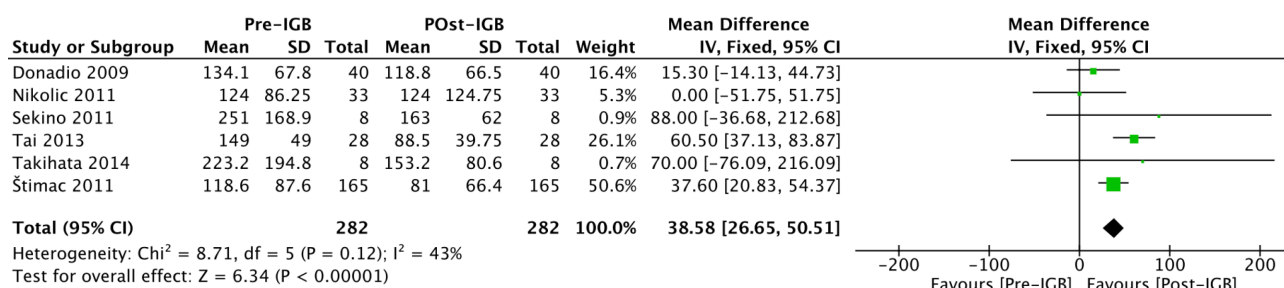 Pre-IGB POst-IGB Mean Difference Mean Difference
Study or Subgroup Mean SD Total Mean SD Total Weight IV, Fixed, 95% CI IV, Fixed, 95% CI
Donadio 2009 134.1 67.8 40 118.8 66.5 40 16.4% 15.30 [-14.13, 44.73]
Nikolic 2011 124 86.25 33 124 124.75 33 5.3% 0.00 [-51.75, 51.75]
Sekino 2011 251 168.9 8 163 62 8 0.9% 88.00 [-36.68, 212.68]
Tai 2013 149 49 28 88.5 39.75 28 26.1% 60.50 [37.13, 83.87]
Takihata 2014 223.2 194.8 8 153.2 80.6 8 0.7% 70.00 [-76.09, 216.09]
Štimac 2011 118.6 87.6 165 81 66.4 165 50.6% 37.60 [20.83, 54.37]
Total (95% CI) 282 282 100.0% 38.58 [26.65, 50.51]
Heterogeneity: Chi² = 8.71, df = 5 (P = 0.12); I² = 43%
Test for overall effect: Z = 6.34 (P < 0.00001)
-200 -100 0 100 200
Favours [Pre-IGB] Favours [Post-IGB]